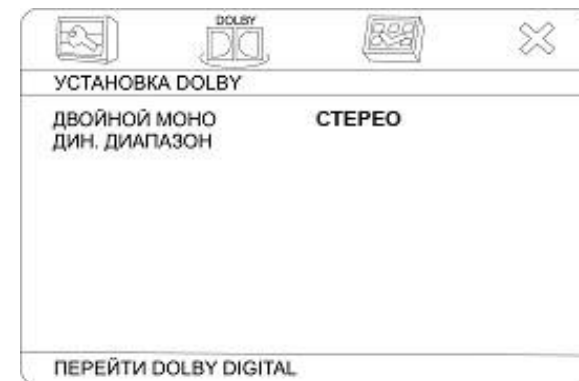 DOLBY
УСТАНОВКА DOLBY
ДВОЙНОЙ МОНО СТЕРЕО
ДИН. ДИАПАЗОН
ПЕРЕЙТИ DOLBY DIGITAL